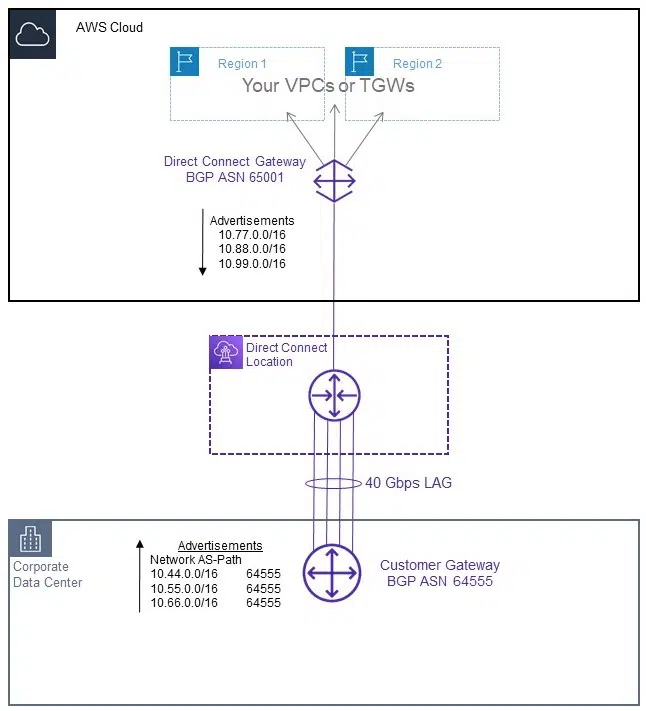 AWS Cloud
Region 1
Region 2
Your VPCs or TGWs
Direct Connect Gateway
BGP ASN 65001
Advertisements
10.77.0.0/16
10.88.0.0/16
10.99.0.0/16
Direct Connect
Location
40 Gbps LAG
Corporate
Data Center
Advertisements
Network AS-Path
10.44.0.0/16 64555
10.55.0.0/16 64555
10.66.0.0/16 64555
Customer Gateway
BGP ASN 64555